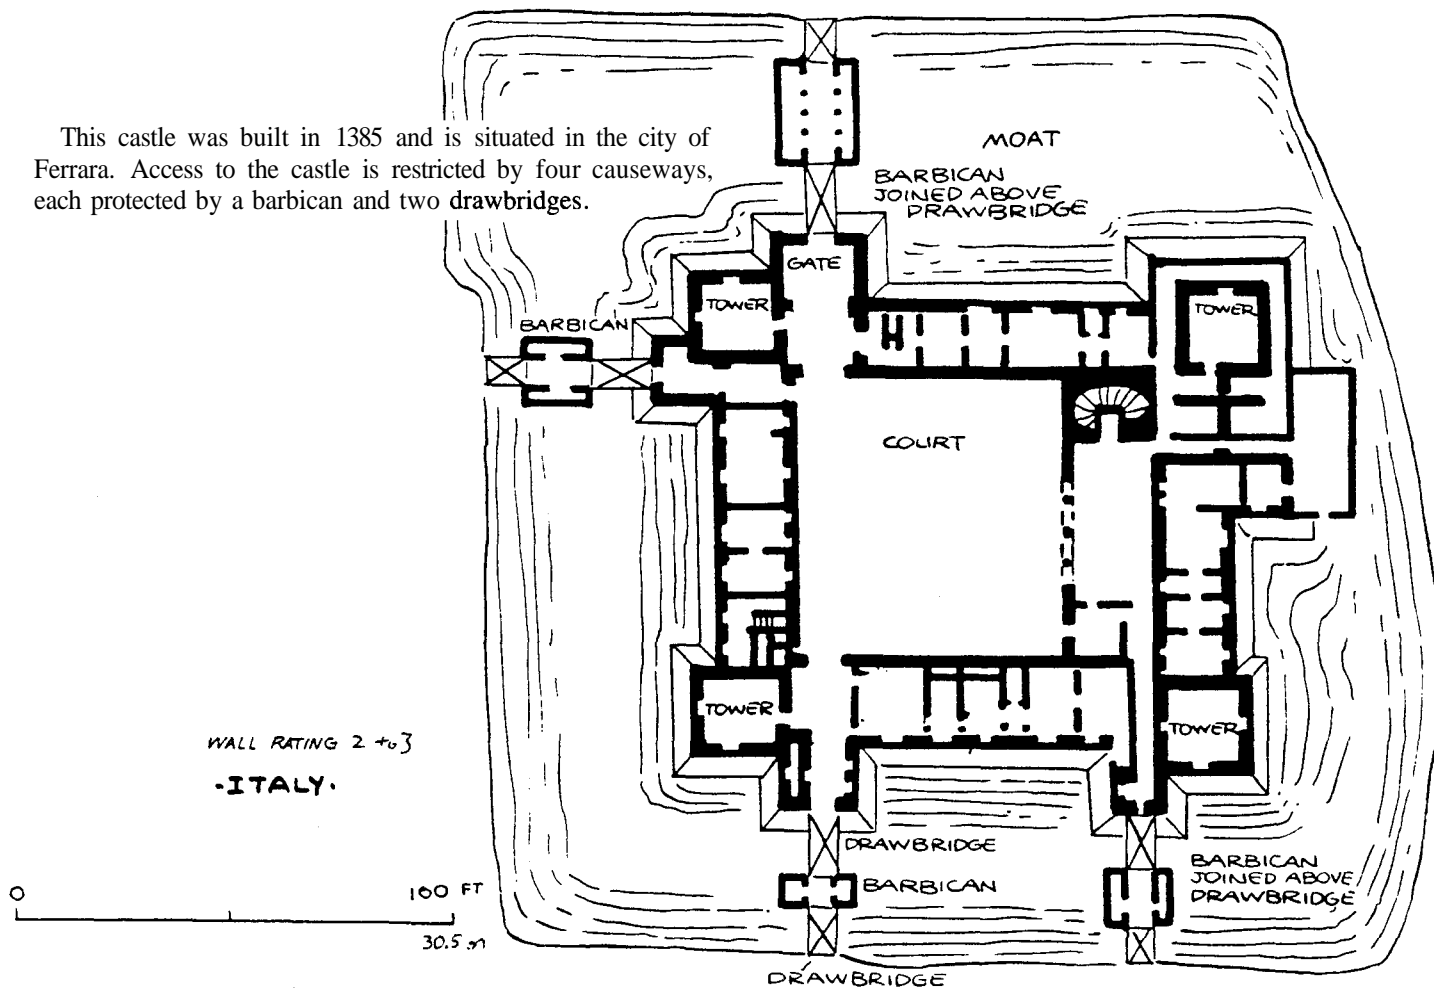 This castle was built in 1385 and is situated in the city of
Ferrara. Access to the castle is restricted by four causeways,
each protected by a barbican and two drawbridges.
MOAT
BARBICAN
JOINED ABOVE
DRAWBRIDGE
GATE
TOWER
TOWER
BARBICAN
COURT
TOWER
TOWER
WALL RATING 2 to 3
·ITALY·
DRAWBRIDGE
BARBICAN
BARBICAN
JOINED ABOVE
DRAWBRIDGE
0
100 FT
30.5 m
DRAWBRIDGE